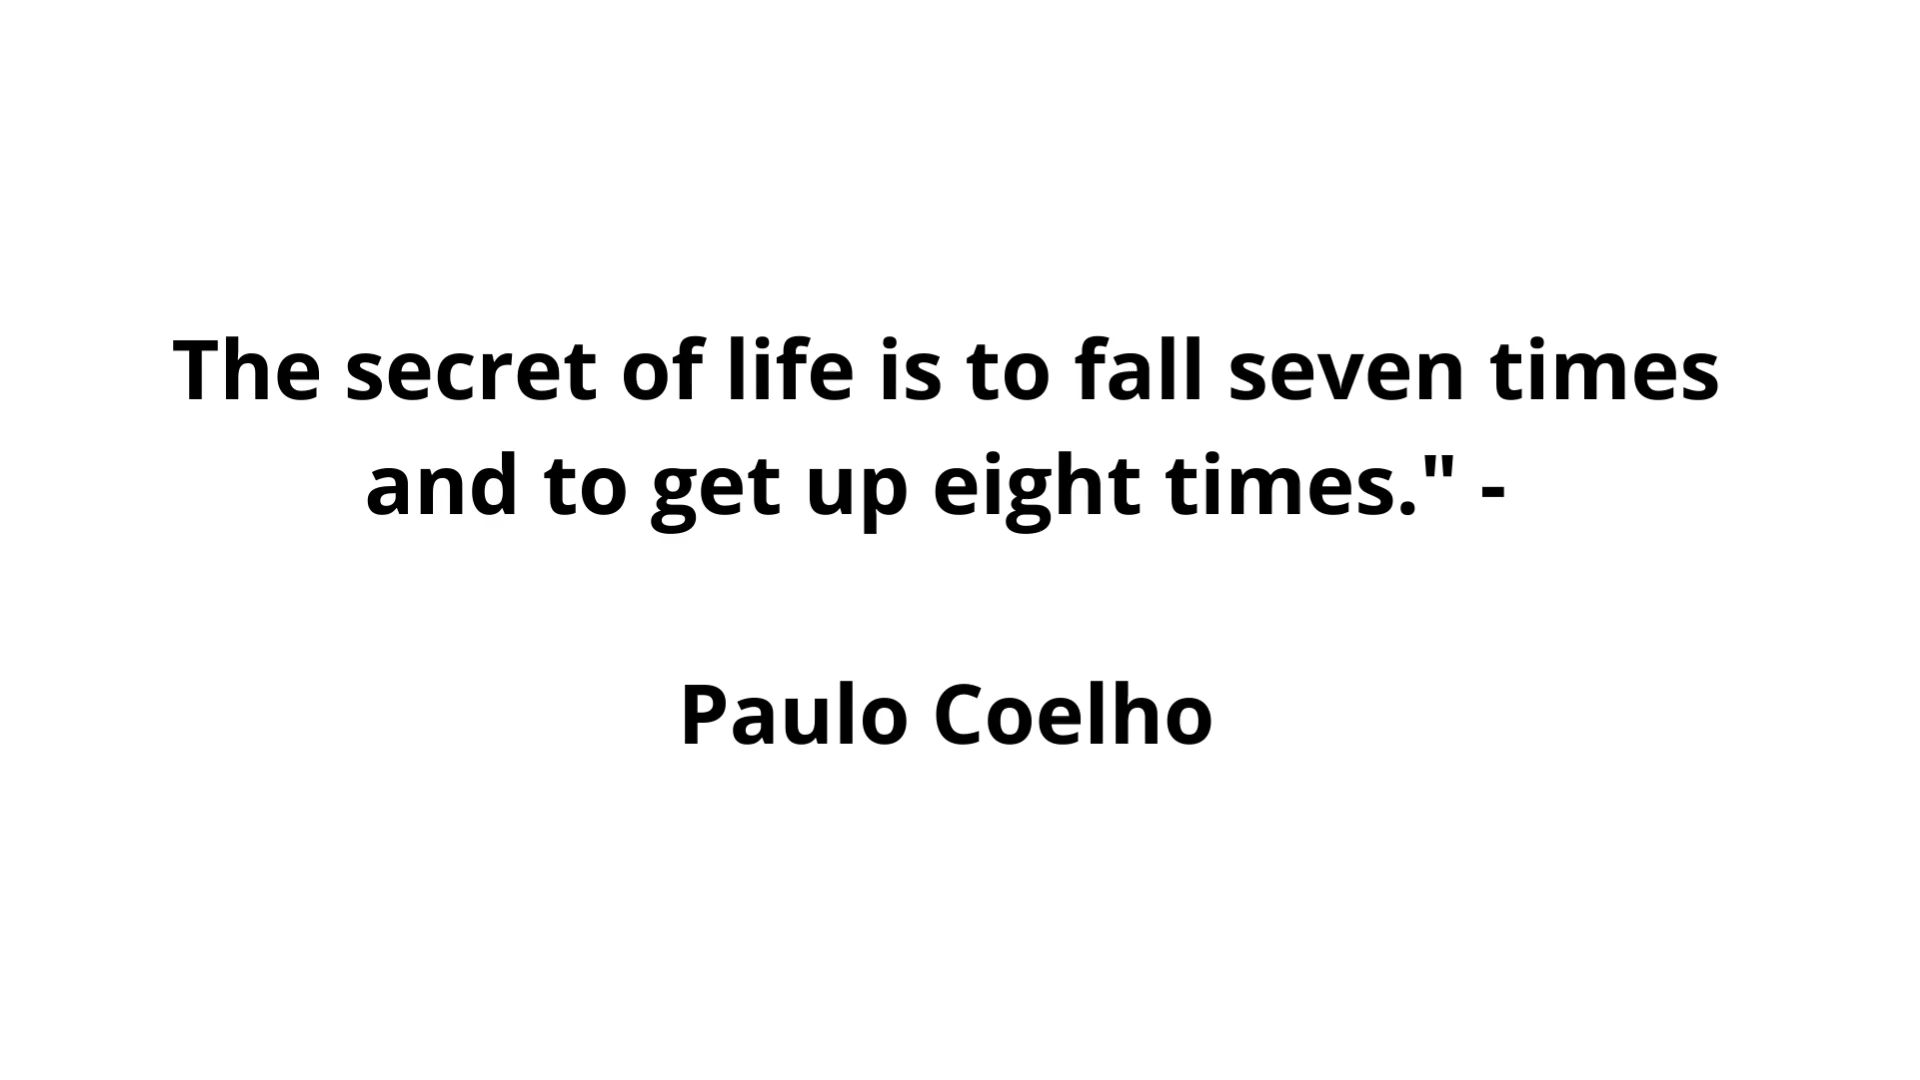 The secret of life is to fall seven times
and to get up eight times." -
Paulo Coelho